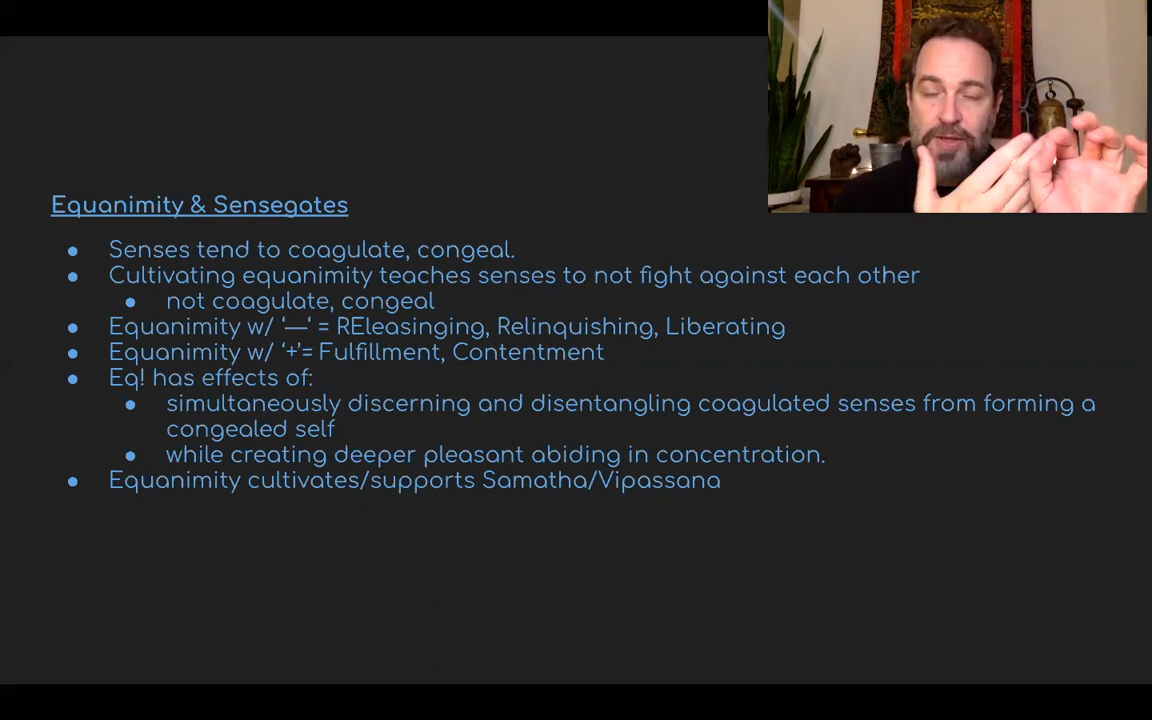 Equanimity & Sensegates
● Senses tend to coagulate, congeal.
● Cultivating equanimity teaches senses to not fight against each other
● not coagulate, congeal
● Equanimity w/ ‘—‘ = REleasinging, Relinquishing, Liberating
● Equanimity w/ ‘+’= Fulfillment, Contentment
● Eq! has effects of:
● simultaneously discerning and disentangling coagulated senses from forming a
congealed self
● while creating deeper pleasant abiding in concentration.
● Equanimity cultivates/supports Samatha/Vipassana